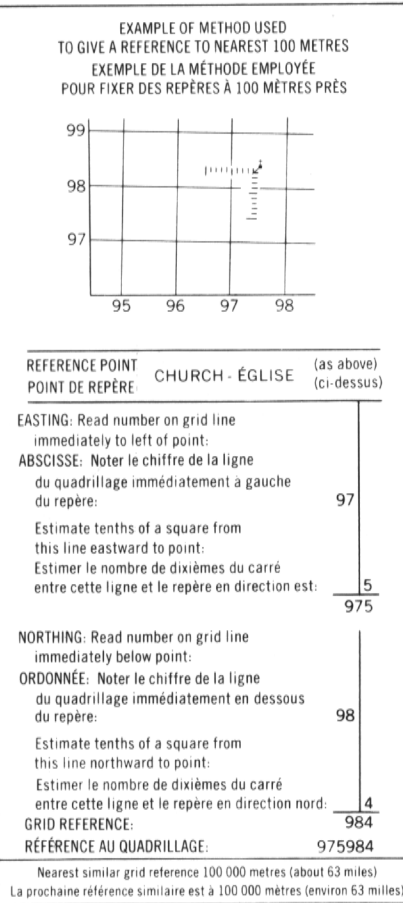 EXAMPLE OF METHOD USED
TO GIVE A REFERENCE TO NEAREST 100 METRES
EXEMPLE DE LA MÉTHODE EMPLOYÉE
POUR FIXER DES REPÈRES À 100 MÈTRES PRÈS
99
98
97
95 96 97 98
REFERENCE POINT
POINT DE REPÈRE: CHURCH - ÉGLISE
(as above)
(ci-dessus)
EASTING: Read number on grid line
immediately to left of point:
ABSCISSE: Noter le chiffre de la ligne
du quadrillage immédiatement à gauche
du repère: 97
Estimate tenths of a square from
this line eastward to point:
Estimer le nombre de dixièmes du carré
entre cette ligne et le repère en direction est: 5
975
NORTHING: Read number on grid line
immediately below point:
ORDONNÉE: Noter le chiffre de la ligne
du quadrillage immédiatement en dessous
du repère: 98
Estimate tenths of a square from
this line northward to point:
Estimer le nombre de dixièmes du carré
entre cette ligne et le repère en direction nord: 4
GRID REFERENCE: 984
RÉFÉRENCE AU QUADRILLAGE: 975984
Nearest similar grid reference 100 000 metres (about 63 miles)
La prochaine référence similaire est à 100 000 mètres (environ 63 milles)